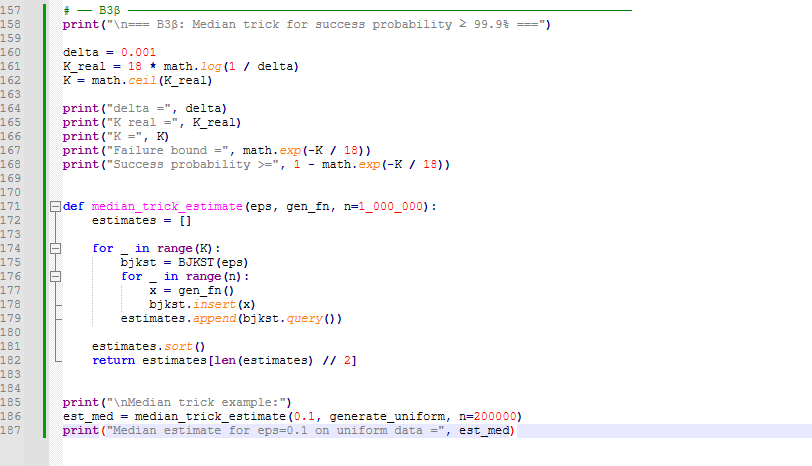 157 # — B3β ————————————————————————————————
158 print("\n=== B3β: Median trick for success probability ≥ 99.9% ===")
159
160 delta = 0.001
161 K_real = 18 * math.log(1 / delta)
162 K = math.ceil(K_real)
163
164 print("delta =", delta)
165 print("K real =", K_real)
166 print("K =", K)
167 print("Failure bound =", math.exp(-K / 18))
168 print("Success probability >=", 1 - math.exp(-K / 18))
169
170
171 def median_trick_estimate(eps, gen_fn, n=1_000_000):
172     estimates = []
173
174     for _ in range(K):
175         bjkst = BJKST(eps)
176         for _ in range(n):
177             x = gen_fn()
178             bjkst.insert(x)
179         estimates.append(bjkst.query())
180
181     estimates.sort()
182     return estimates[len(estimates) // 2]
183
184
185 print("\nMedian trick example:")
186 est_med = median_trick_estimate(0.1, generate_uniform, n=200000)
187 print("Median estimate for eps=0.1 on uniform data =", est_med)